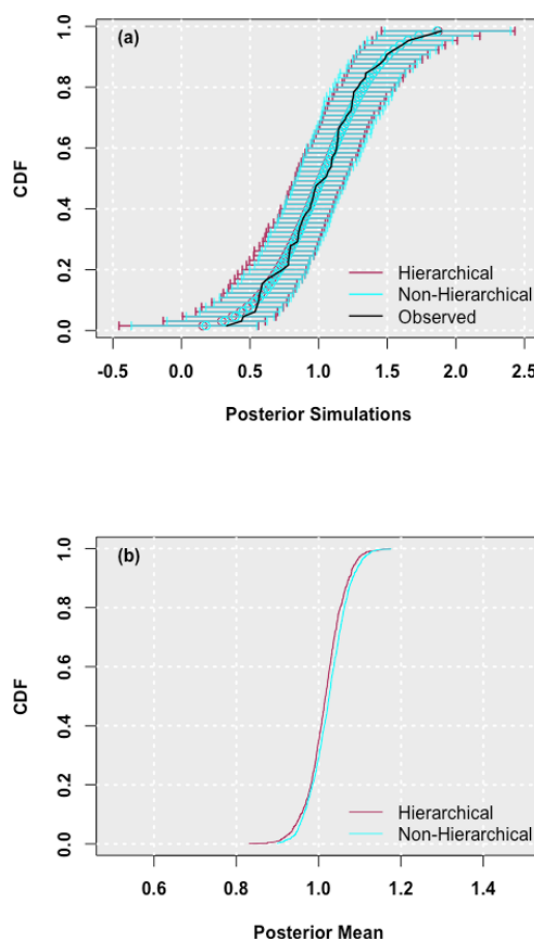 (a)
CDF
1.0
0.8
0.6
0.4
0.2
0.0
Hierarchical
Non-Hierarchical
Observed
-0.5 0.0 0.5 1.0 1.5 2.0 2.5
Posterior Simulations
(b)
CDF
1.0
0.8
0.6
0.4
0.2
0.0
Hierarchical
Non-Hierarchical
0.6 0.8 1.0 1.2 1.4
Posterior Mean